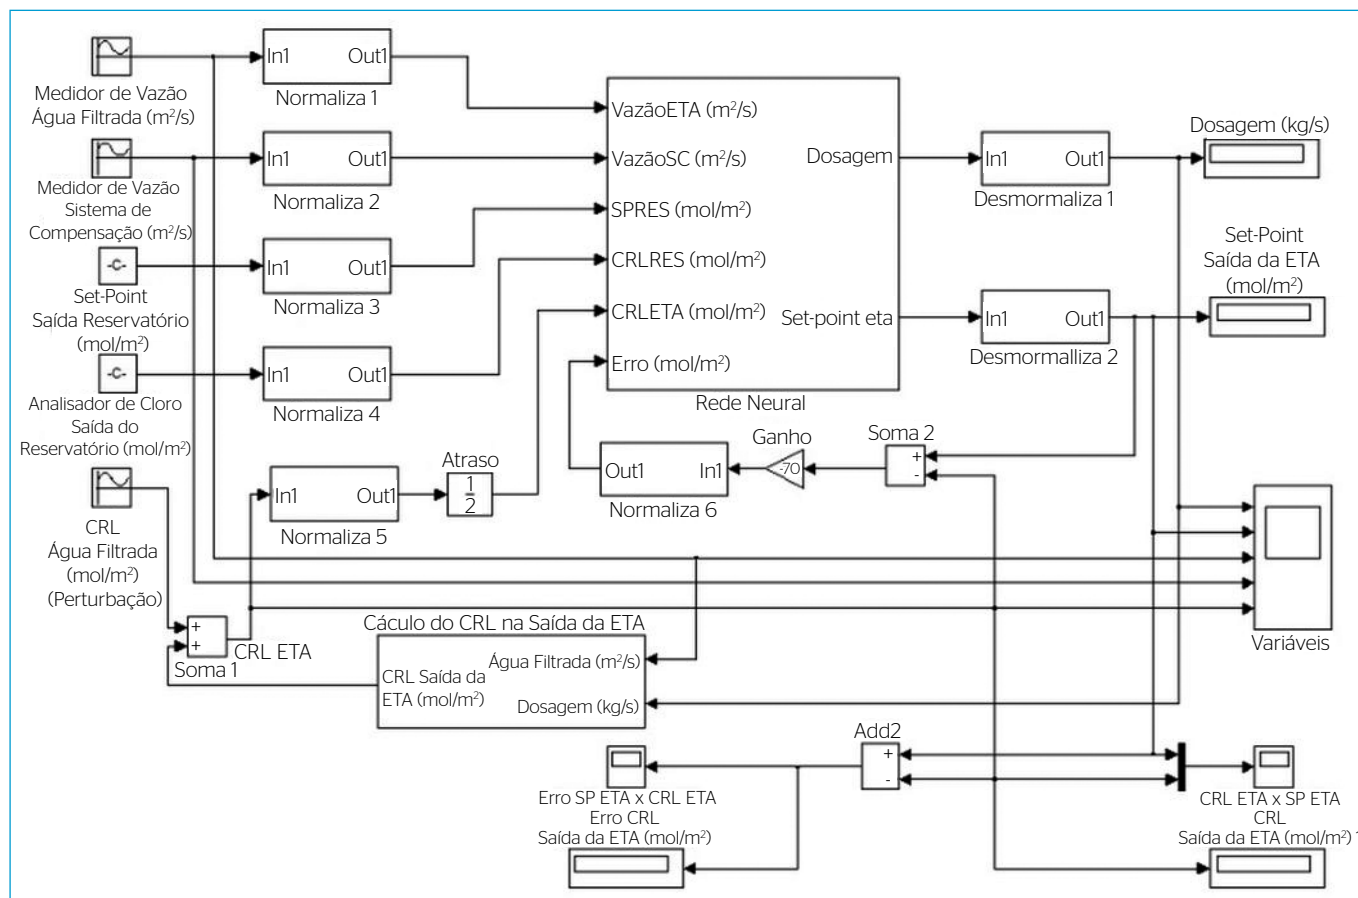 Medidor de Vazão
Água Filtrada (m²/s)
In1 Out1
Normaliza 1
Medidor de Vazão
Sistema de
Compensação (m²/s)
In1 Out1
Normaliza 2
-C-
Set-Point
Saída Reservatório
(mol/m²)
In1 Out1
Normaliza 3
-C-
Analisador de Cloro
Saída do
Reservatório (mol/m²)
In1 Out1
Normaliza 4
CRL
Água Filtrada
(mol/m²)
(Perturbação)
In1 Out1
Normaliza 5
Atraso
1
2
VazãoETA (m²/s)
VazãoSC (m²/s)
SPRES (mol/m²)
CRLRES (mol/m²)
CRLETA (mol/m²)
Erro (mol/m²)
Dosagem
Set-point eta
Rede Neural
In1 Out1
Desmormaliza 1
Dosagem (kg/s)
In1 Out1
Desmormalliza 2
Set-Point
Saída da ETA
(mol/m²)
Out1 In1
Normaliza 6
Ganho
-70
Soma 2
+
-
Variáveis
+
+
Soma 1
CRL ETA
Cáculo do CRL na Saída da ETA
CRL Saída da
ETA (mol/m²)
Água Filtrada (m²/s)
Dosagem (kg/s)
Add2
+
-
Erro SP ETA x CRL ETA
Erro CRL
Saída da ETA (mol/m²)
CRL ETA x SP ETA
CRL
Saída da ETA (mol/m²) 1